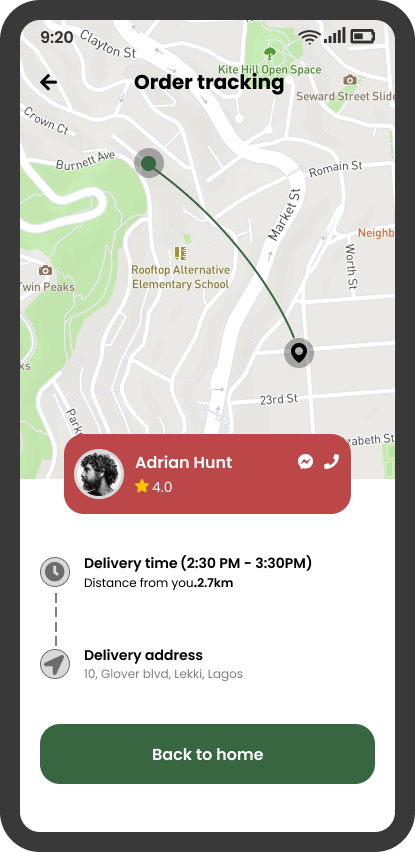 9:20
Clayton St
Kite Hill Open Space
Order tracking
Seward Street Slide
Crown Ct
Burnett Ave
Romain St
Market St
Neighb
Worth St
Rooftop Alternative
Elementary School
Twin Peaks
ks
23rd St
Park
zabeth St
Adrian Hunt
4.0
Delivery time (2:30 PM - 3:30PM)
Distance from you.2.7km
Delivery address
10, Glover blvd, Lekki, Lagos
Back to home